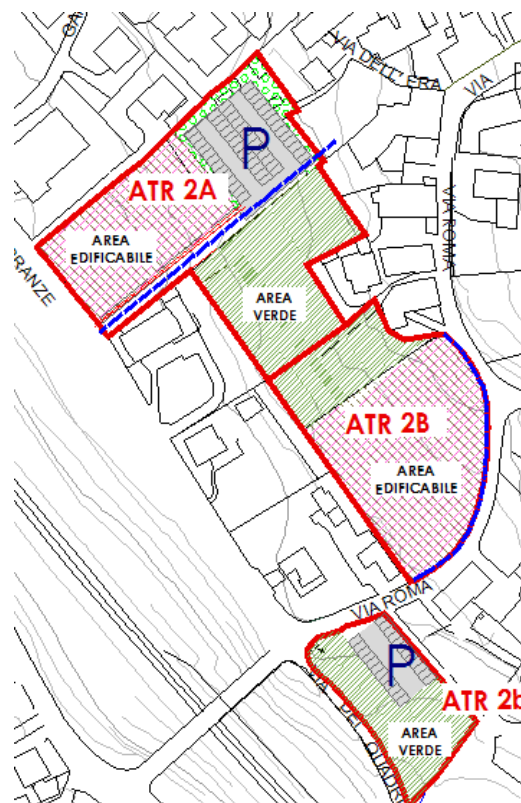 VIA DELL' ERA
VIA
P
ATR 2A
VIA ROMA
AREA
EDIFICABILE
RANZE
AREA
VERDE
ATR 2B
AREA
EDIFICABILE
VIA ROMA
P
ATR 2b
AREA
VERDE